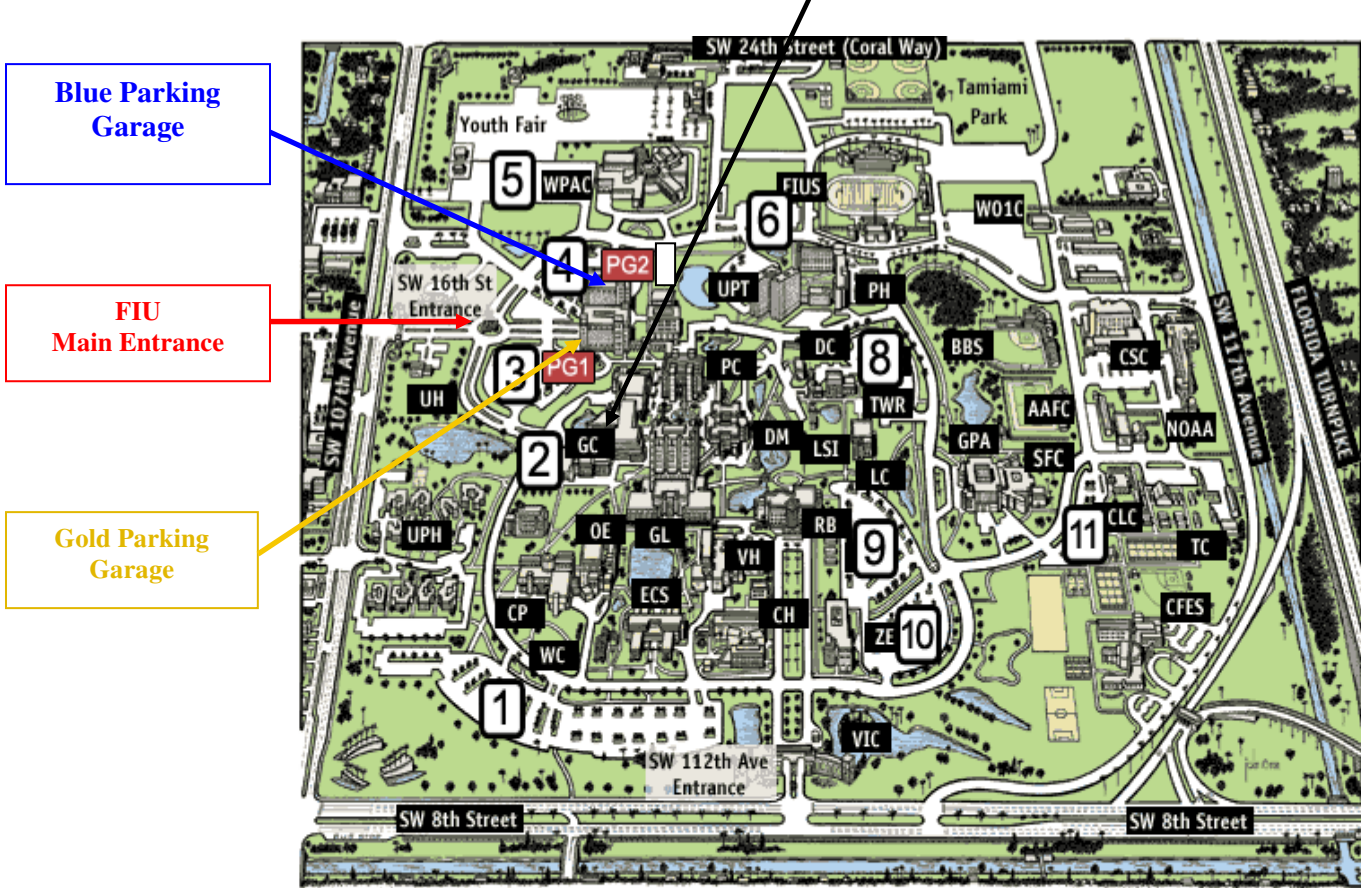 SW 24th Street (Coral Way)
Blue Parking
Garage
Tamiami
Park
Youth Fair
5
WPAC
FIUS
6
WO1C
4
PG2
SW 16th St
Entrance
UPT
PH
FIU
Main Entrance
SW 107th Avenue
SW 117th Avenue
FLORIDA TURNPIKE
3
PG1
PC
DC
8
BBS
CSC
UH
TWR
AAFC
NOAA
2
GC
DM
LSI
GPA
SFC
LC
Gold Parking
Garage
UPH
OE
GL
VH
RB
9
11
CLC
TC
ECS
CP
CH
CFES
WC
ZE
10
1
VIC
SW 112th Ave
Entrance
SW 8th Street
SW 8th Street